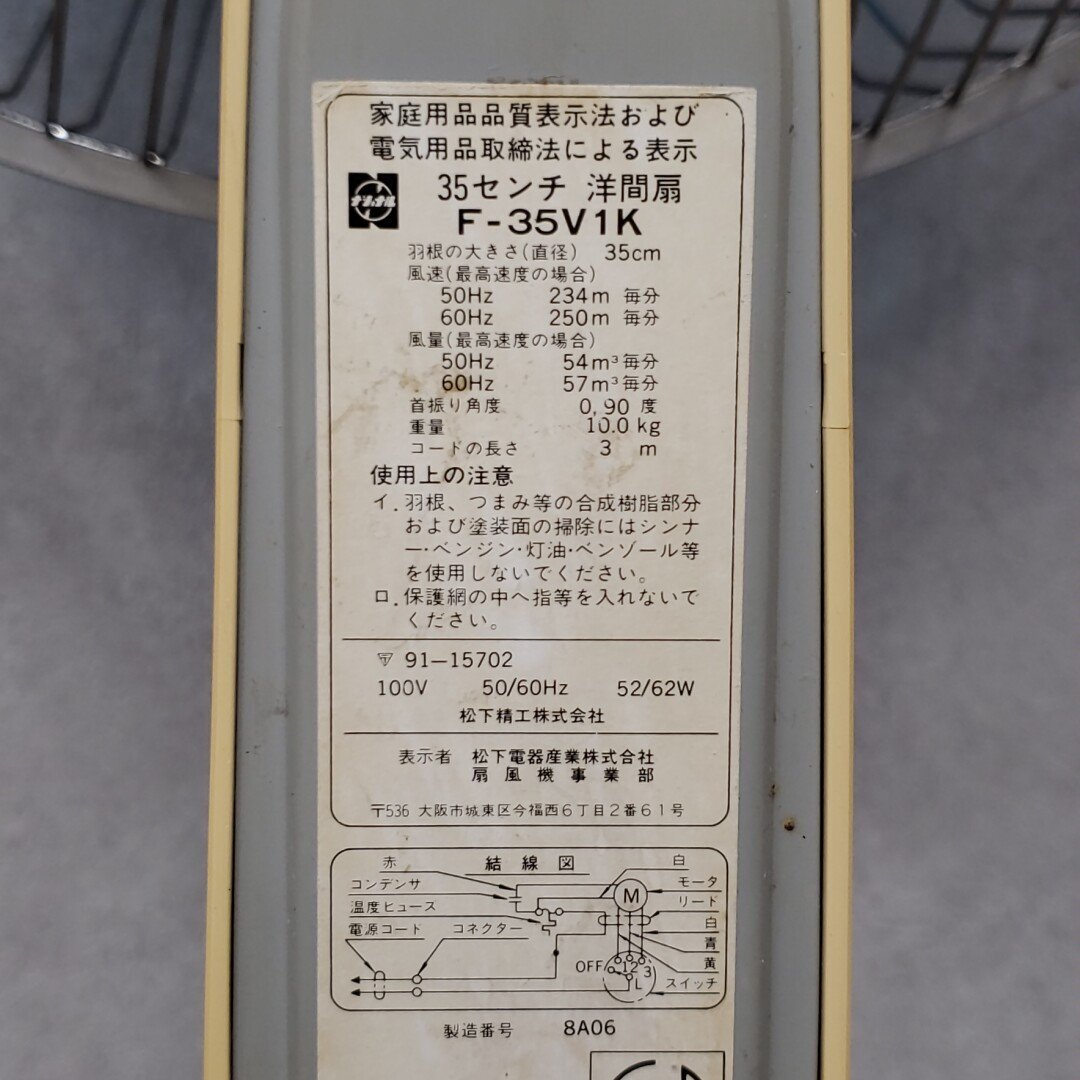 家庭用品品質表示法および
電気用品取締法による表示
ナショナル
35センチ 洋間扇
F-35V1K
羽根の大きさ(直径) 35cm
風速(最高速度の場合)
50Hz 234m 毎分
60Hz 250m 毎分
風量(最高速度の場合)
50Hz 54m³毎分
60Hz 57m³毎分
首振り角度 0,90 度
重量 10.0 kg
コードの長さ 3 m
使用上の注意
イ.羽根、つまみ等の合成樹脂部分
および塗装面の掃除にはシンナ
ー・ベンジン・灯油・ベンゾール等
を使用しないでください。
ロ.保護網の中へ指等を入れないで
ください。
〒 91-15702
100V 50/60Hz 52/62W
松下精工株式会社
表示者 松下電器産業株式会社
扇風機事業部
〒536 大阪市城東区今福西6丁目2番61号
赤 結線図 白
コンデンサ モータ
M
温度ヒューズ リード
電源コード コネクター 白
青
黄
OFF 1 2 3
L スイッチ
製造番号 8A06